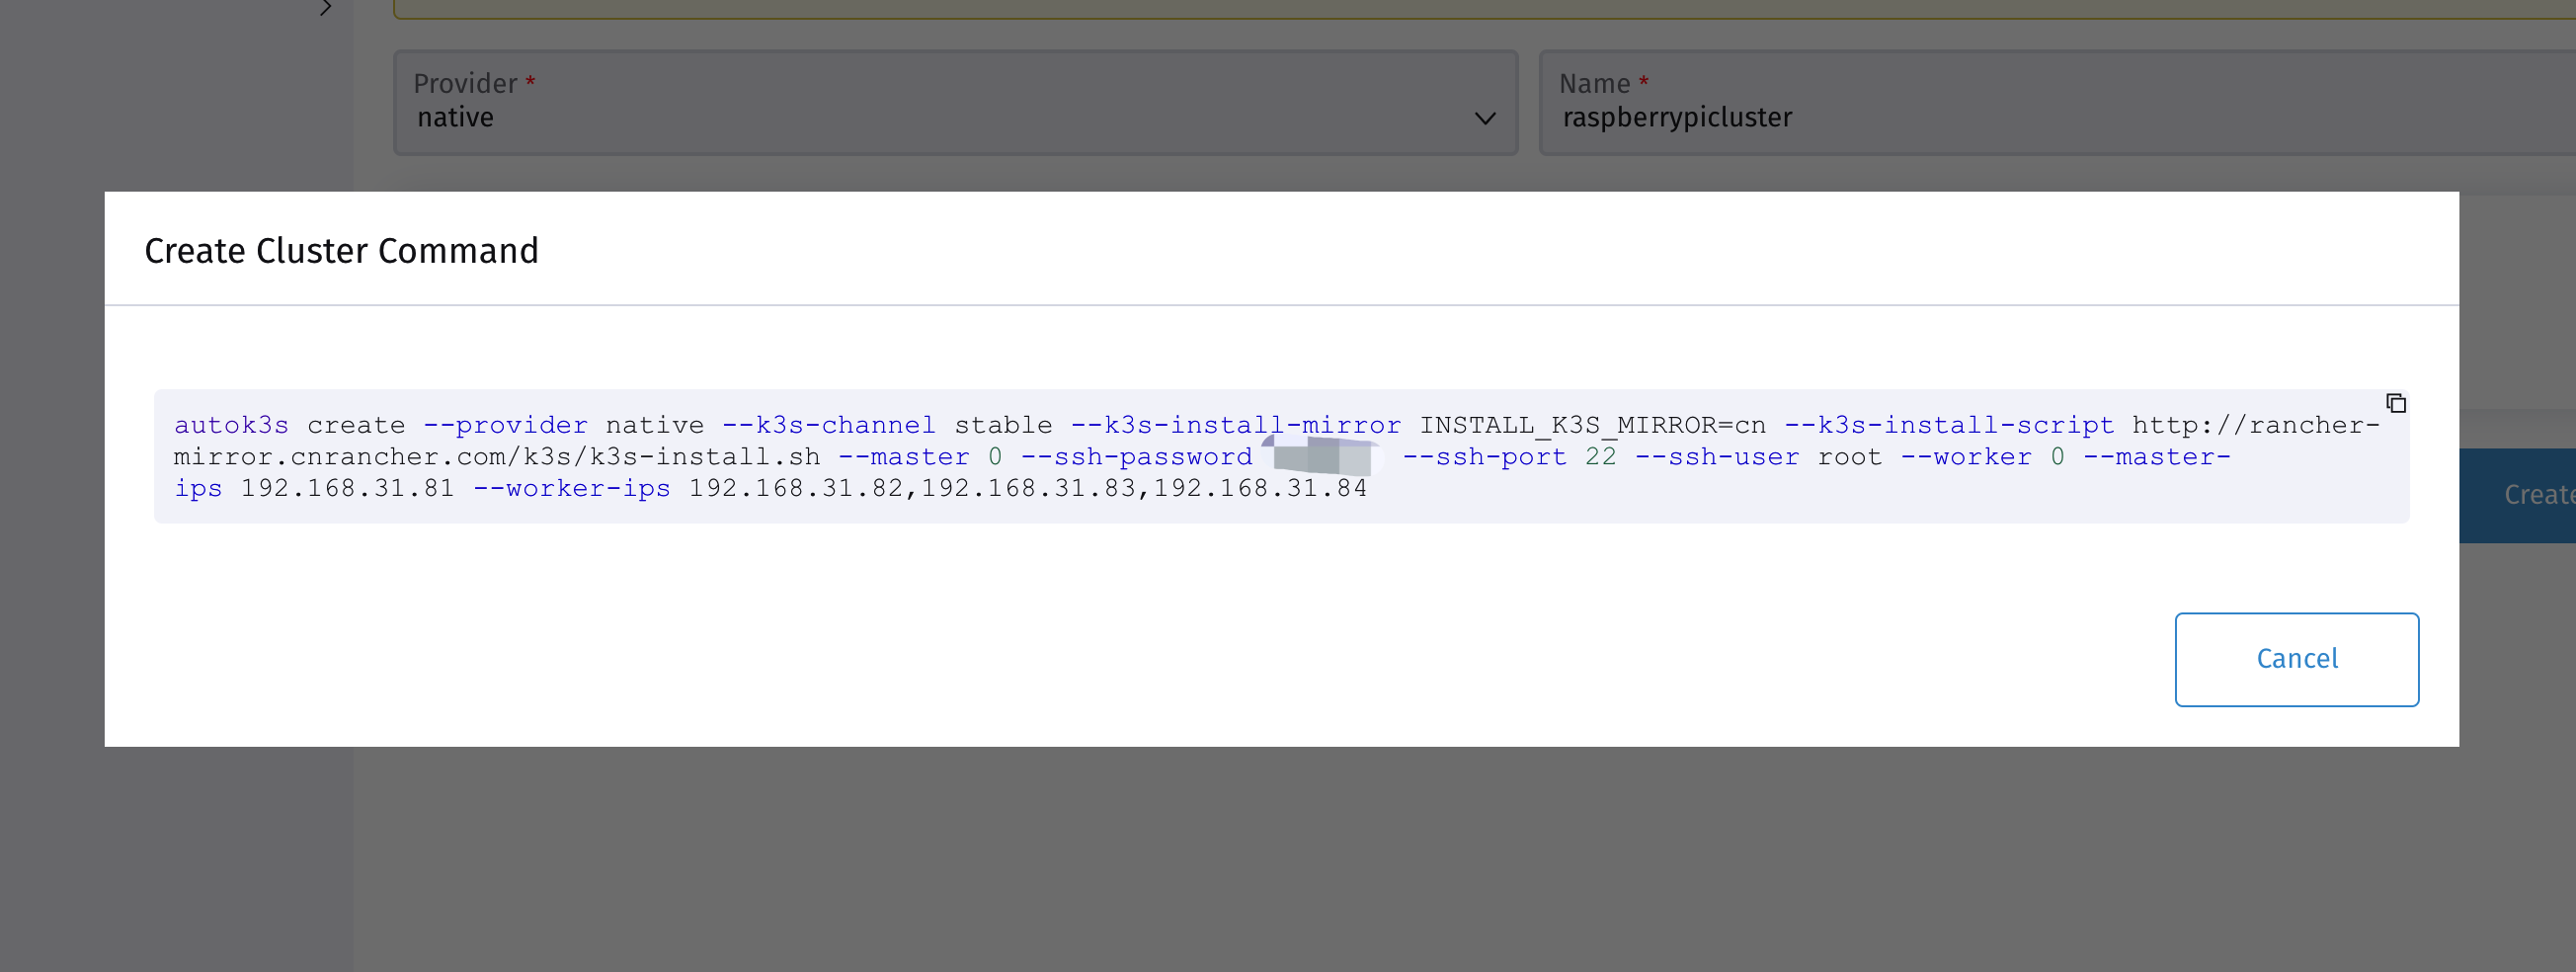 Provider *
native
Name *
raspberrypicluster
Create Cluster Command
autok3s create --provider native --k3s-channel stable --k3s-install-mirror INSTALL_K3S_MIRROR=cn --k3s-install-script http://rancher-
mirror.cnrancher.com/k3s/k3s-install.sh --master 0 --ssh-password --ssh-port 22 --ssh-user root --worker 0 --master-
ips 192.168.31.81 --worker-ips 192.168.31.82,192.168.31.83,192.168.31.84
Create
Cancel